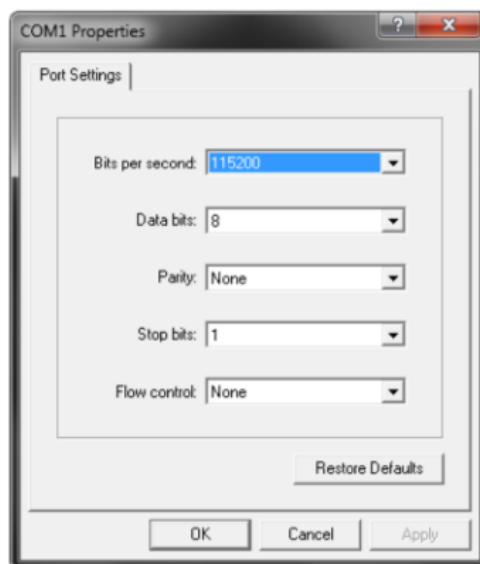 COM1 Properties
Port Settings
Bits per second: 115200
Data bits: 8
Parity: None
Stop bits: 1
Flow control: None
Restore Defaults
OK Cancel Apply